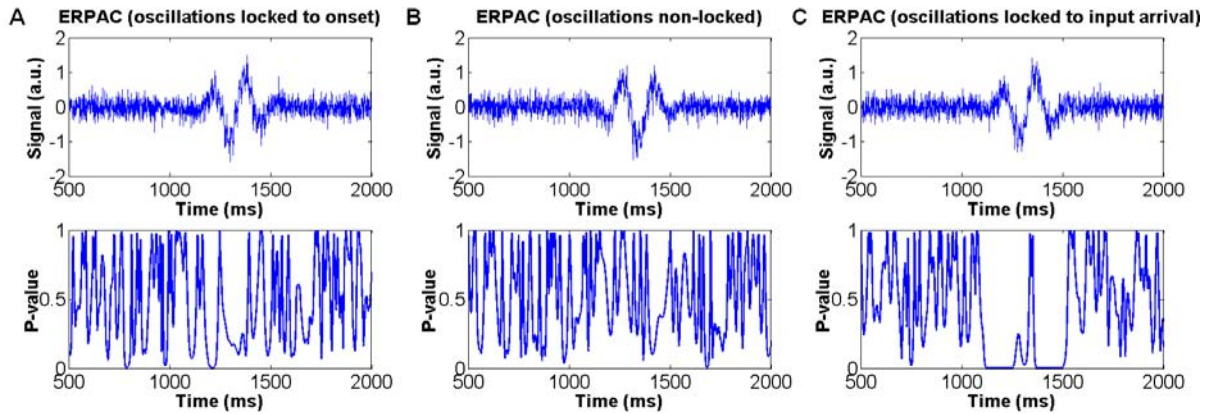 A ERPAC (oscillations locked to onset)
2
1
0
-1
-2
Signal (a.u.)
500 1000 1500 2000
Time (ms)
1
0.5
0
P-value
500 1000 1500 2000
Time (ms)
B ERPAC (oscillations non-locked)
2
1
0
-1
-2
Signal (a.u.)
500 1000 1500 2000
Time (ms)
1
0.5
0
P-value
500 1000 1500 2000
Time (ms)
C ERPAC (oscillations locked to input arrival)
2
1
0
-1
-2
Signal (a.u.)
500 1000 1500 2000
Time (ms)
1
0.5
0
P-value
500 1000 1500 2000
Time (ms)